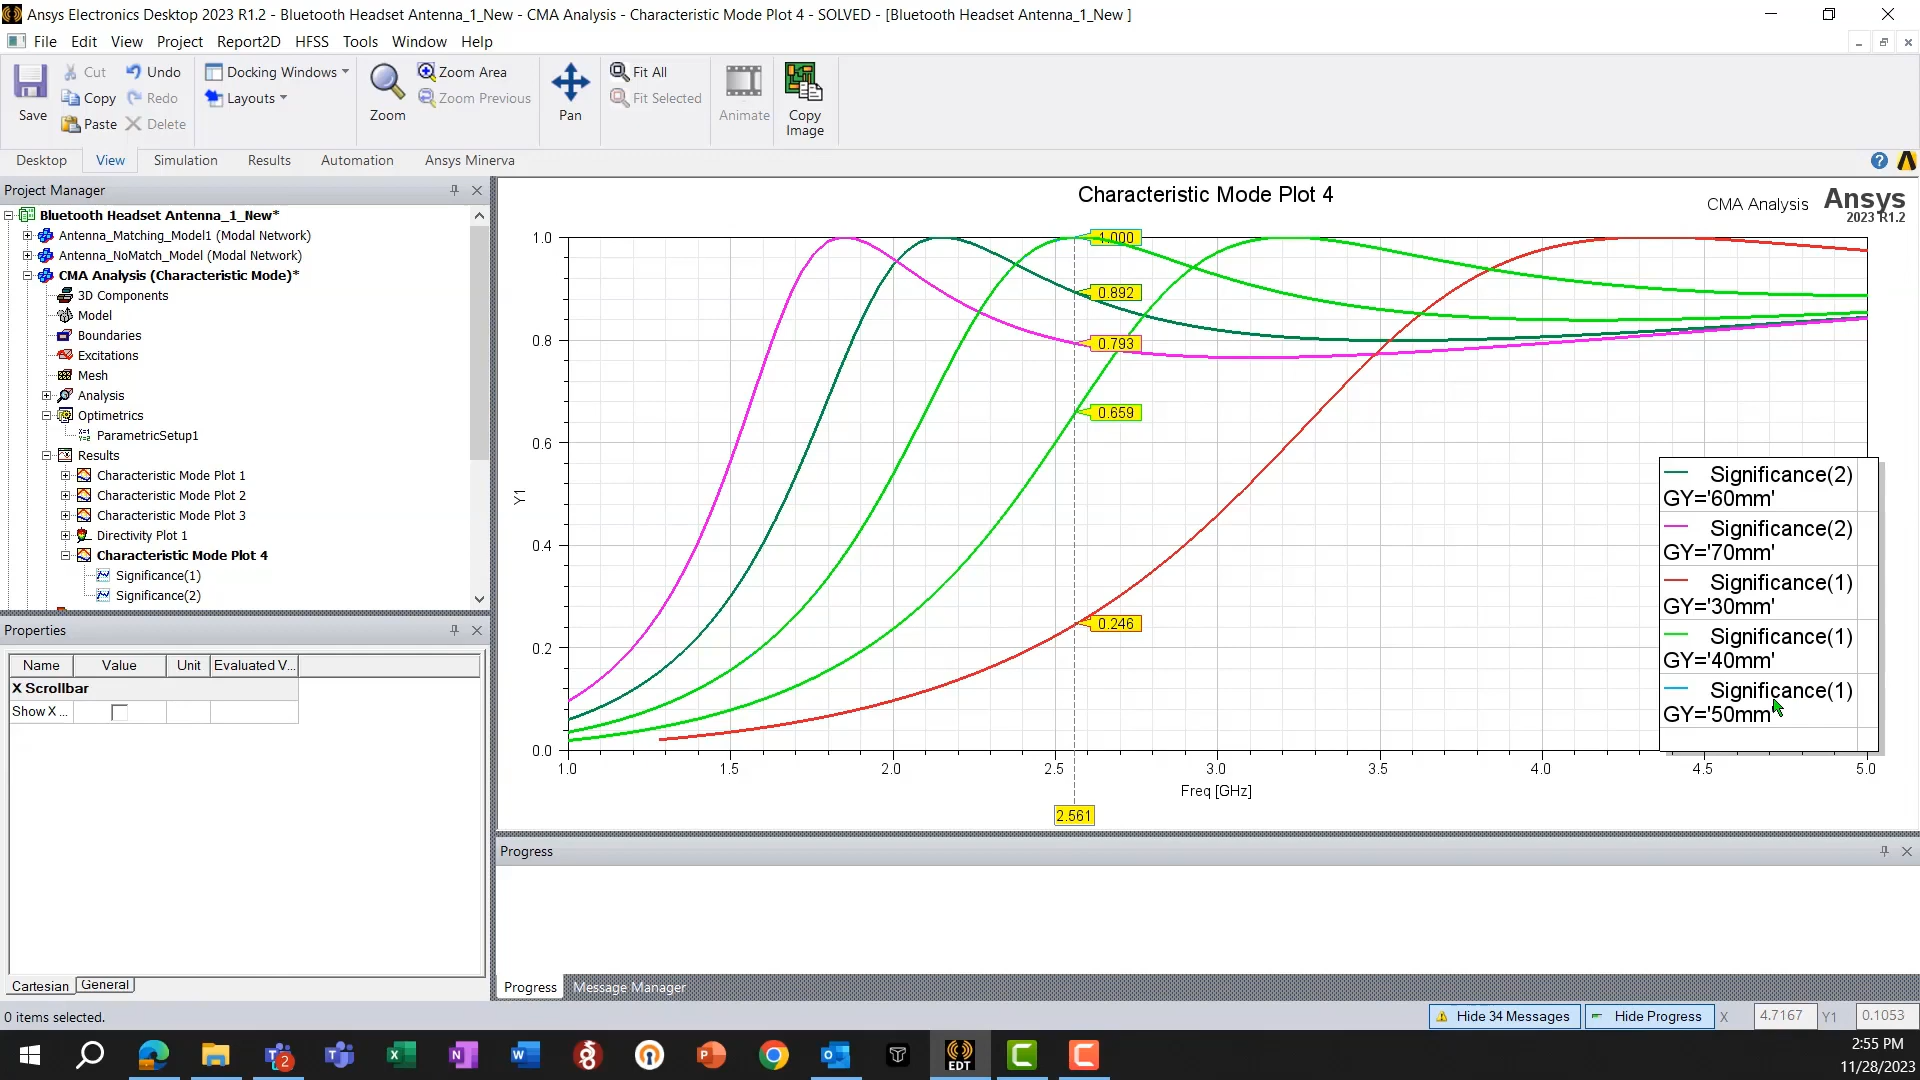 Ansys Electronics Desktop 2023 R1.2 - Bluetooth Headset Antenna_1_New - CMA Analysis - Characteristic Mode Plot 4 - SOLVED - [Bluetooth Headset Antenna_1_New ]
File Edit View Project Report2D HFSS Tools Window Help
Save
Cut
Copy
Paste
Undo
Redo
Delete
Docking Windows
Layouts
Zoom
Zoom Area
Zoom Previous
Pan
Fit All
Fit Selected
Animate
Copy
Image
Desktop View Simulation Results Automation Ansys Minerva
Project Manager
Bluetooth Headset Antenna_1_New*
Antenna_Matching_Model1 (Modal Network)
Antenna_NoMatch_Model (Modal Network)
CMA Analysis (Characteristic Mode)*
3D Components
Model
Boundaries
Excitations
Mesh
Analysis
Optimetrics
ParametricSetup1
Results
Characteristic Mode Plot 1
Characteristic Mode Plot 2
Characteristic Mode Plot 3
Directivity Plot 1
Characteristic Mode Plot 4
Significance(1)
Significance(2)
Properties
Name Value Unit Evaluated V...
X Scrollbar
Show X ...
Cartesian General
Characteristic Mode Plot 4
CMA Analysis
Ansys
2023 R1.2
1.0
0.8
0.6
0.4
0.2
0.0
Y1
1.000
0.892
0.793
0.659
0.246
1.0 1.5 2.0 2.5 3.0 3.5 4.0 4.5 5.0
Freq [GHz]
2.561
Significance(2)
GY='60mm'
Significance(2)
GY='70mm'
Significance(1)
GY='30mm'
Significance(1)
GY='40mm'
Significance(1)
GY='50mm'
Progress
Progress Message Manager
0 items selected.
Hide 34 Messages Hide Progress X 4.7167 Y1 0.1053
2
EDT
2:55 PM
11/28/2023